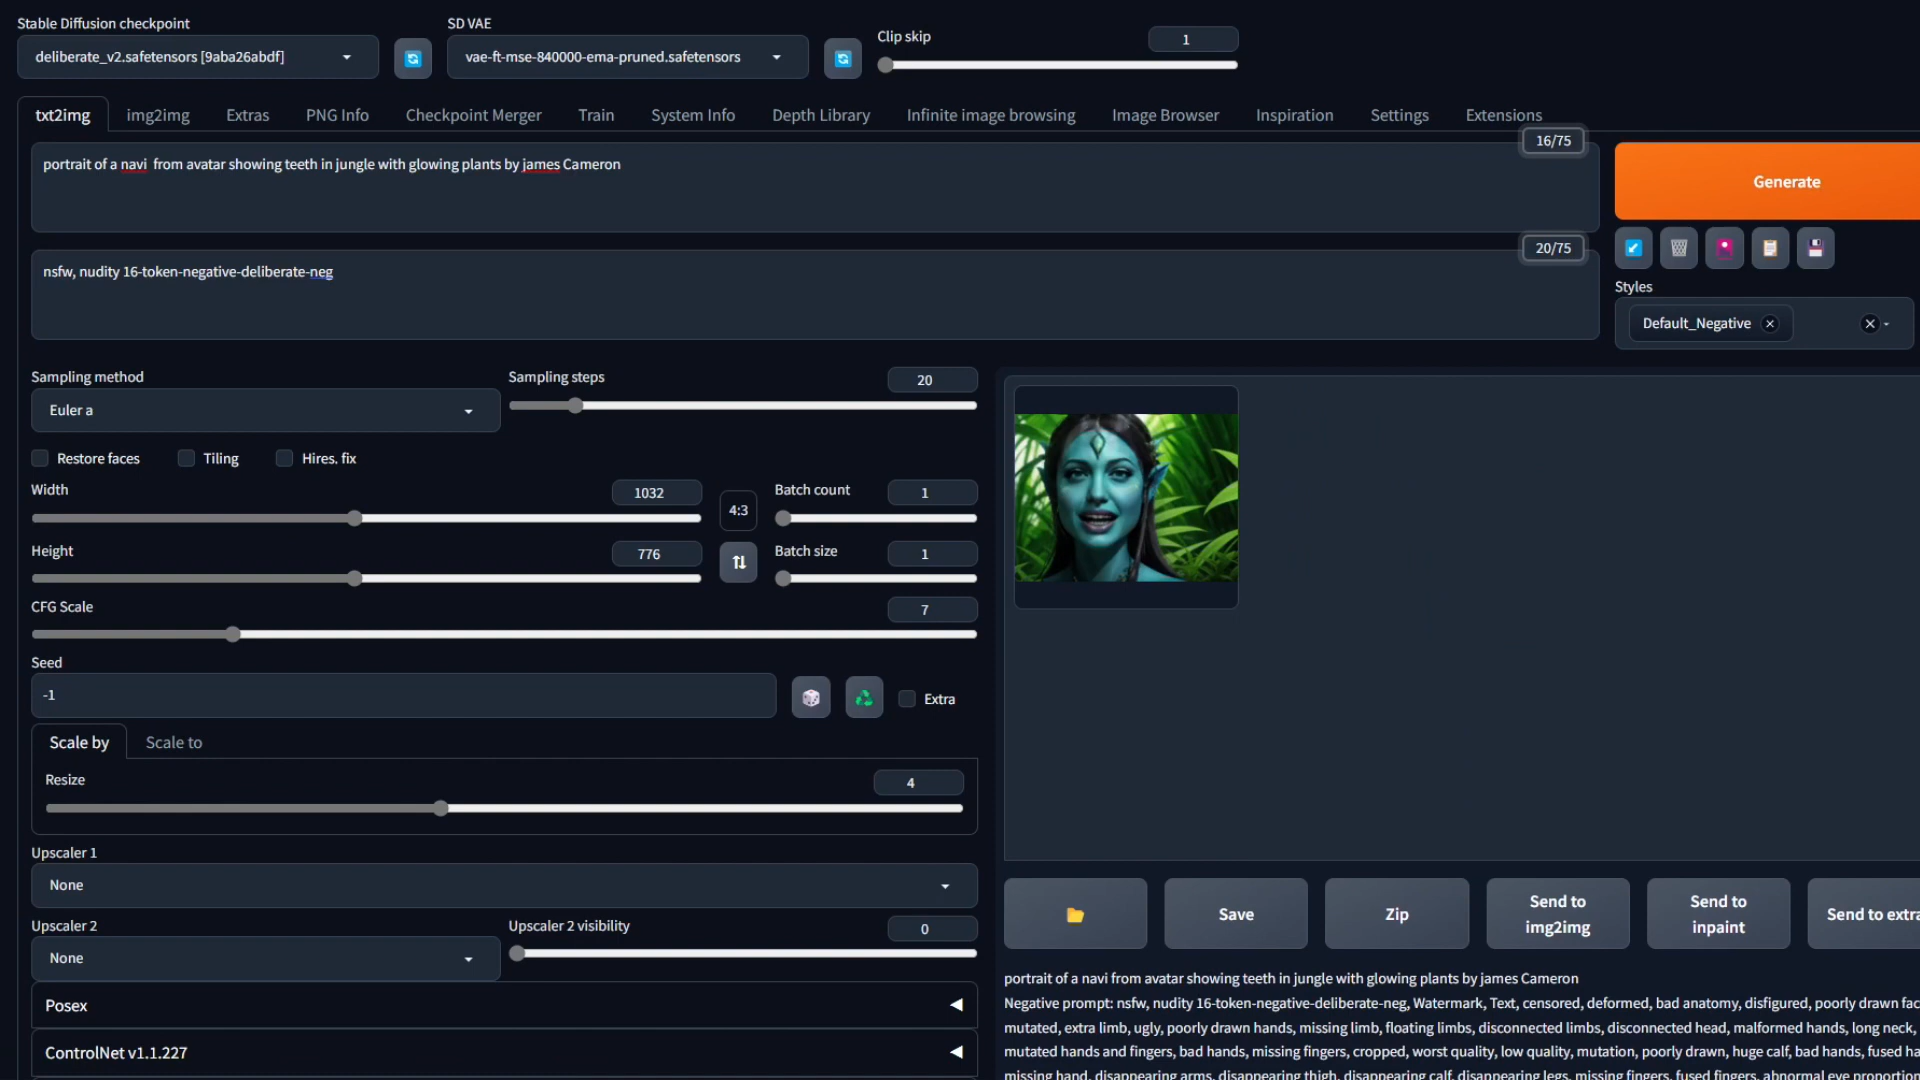 Stable Diffusion checkpoint
SD VAE
Clip skip
1
deliberate_v2.safetensors [9aba26abdf]
vae-ft-mse-840000-ema-pruned.safetensors
txt2img
img2img
Extras
PNG Info
Checkpoint Merger
Train
System Info
Depth Library
Infinite image browsing
Image Browser
Inspiration
Settings
Extensions
16/75
portrait of a navi  from avatar showing teeth in jungle with glowing plants by james Cameron
Generate
20/75
nsfw, nudity 16-token-negative-deliberate-neg
Styles
Default_Negative
Sampling method
Euler a
Sampling steps
20
Restore faces
Tiling
Hires. fix
Width
1032
4:3
Batch count
1
Height
776
Batch size
1
CFG Scale
7
Seed
-1
Extra
Scale by
Scale to
Resize
4
Upscaler 1
None
Upscaler 2
None
Upscaler 2 visibility
0
Posex
ControlNet v1.1.227
Save
Zip
Send to
img2img
Send to
inpaint
Send to extra
portrait of a navi from avatar showing teeth in jungle with glowing plants by james Cameron
Negative prompt: nsfw, nudity 16-token-negative-deliberate-neg, Watermark, Text, censored, deformed, bad anatomy, disfigured, poorly drawn fac
mutated, extra limb, ugly, poorly drawn hands, missing limb, floating limbs, disconnected limbs, disconnected head, malformed hands, long neck,
mutated hands and fingers, bad hands, missing fingers, cropped, worst quality, low quality, mutation, poorly drawn, huge calf, bad hands, fused ha
missing hand, disappearing arms, disappearing thigh, disappearing calf, disappearing legs, missing fingers, fused fingers, abnormal eye proportion